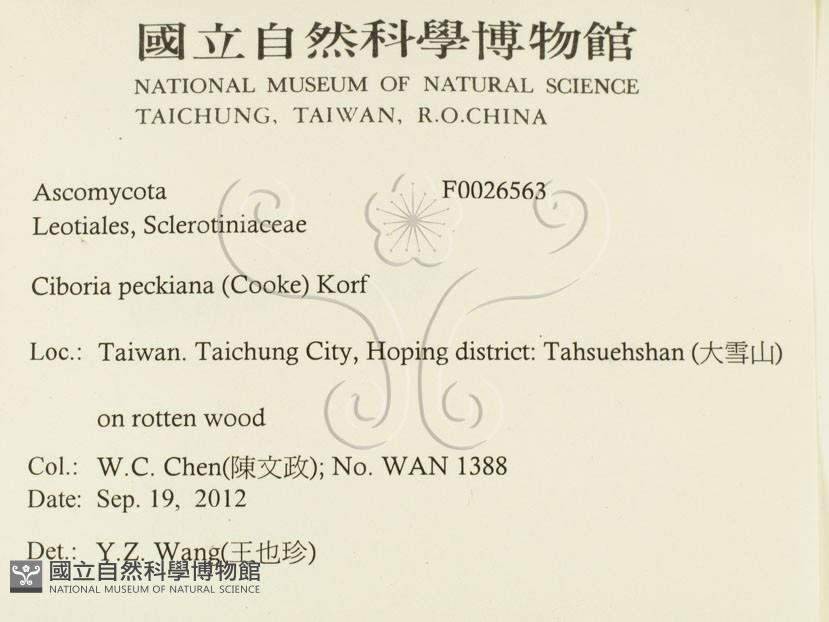 國立自然科學博物館
NATIONAL MUSEUM OF NATURAL SCIENCE
TAICHUNG, TAIWAN, R.O.CHINA
Ascomycota F0026563
Leotiales, Sclerotiniaceae
Ciboria peckiana (Cooke) Korf
Loc.: Taiwan. Taichung City, Hoping district: Tahsuehshan (大雪山)
on rotten wood
Col.: W.C. Chen(陳文政); No. WAN 1388
Date: Sep. 19, 2012
Det.: Y.Z. Wang(王也珍)
國立自然科學博物館
NATIONAL MUSEUM OF NATURAL SCIENCE